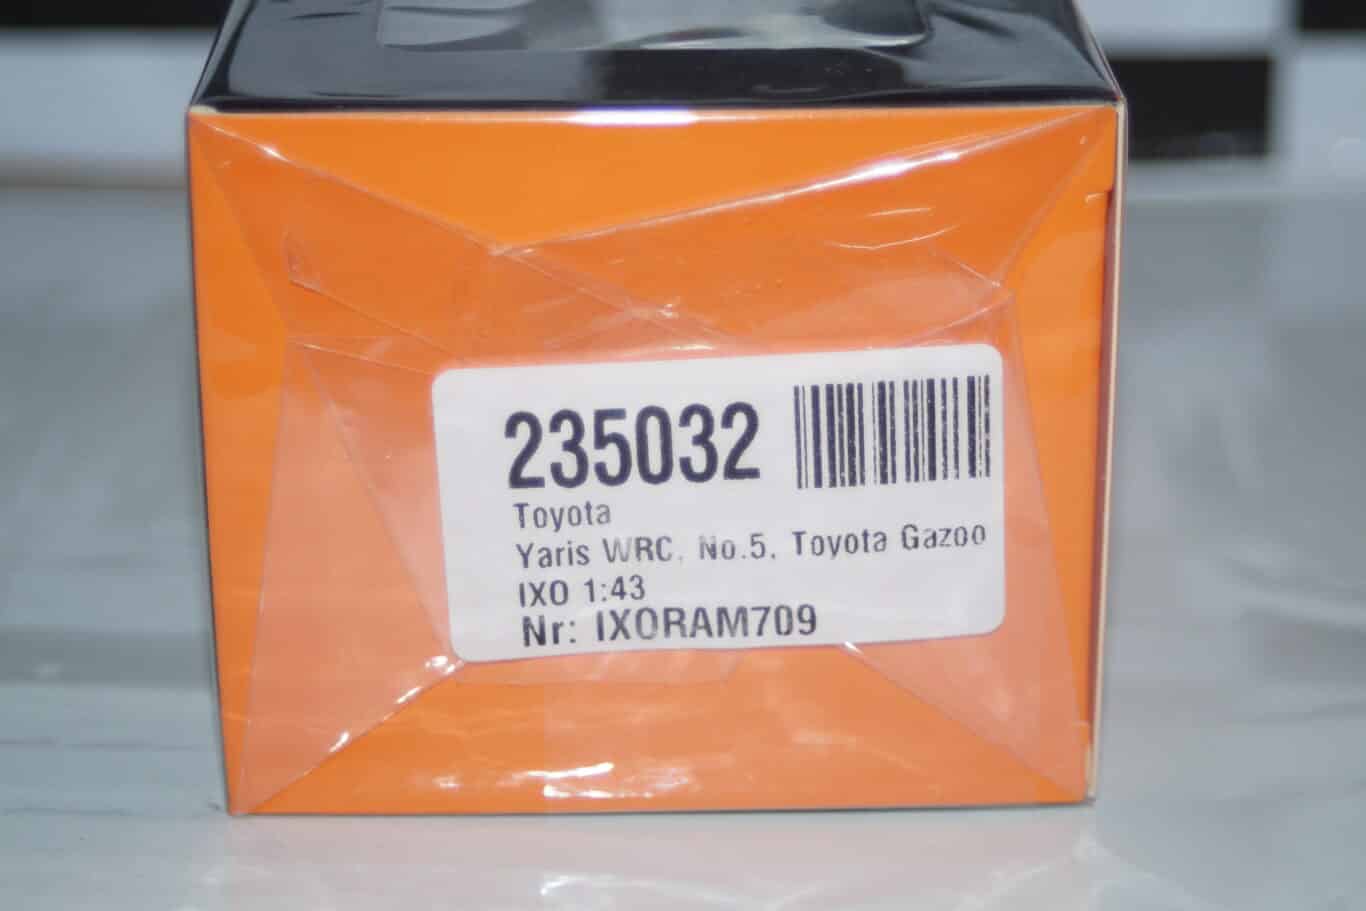 235032
Toyota
Yaris WRC, No.5, Toyota Gazoo
IXO 1:43
Nr: IXORAM709